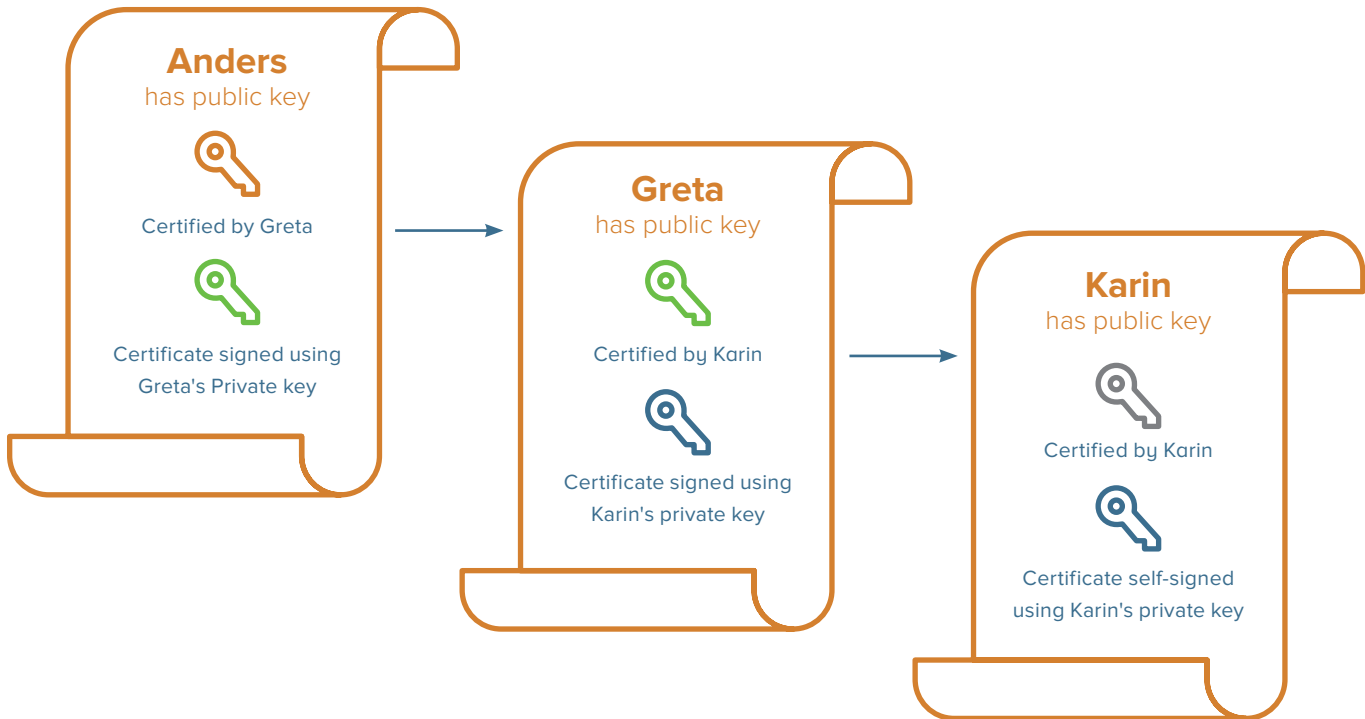 Anders
has public key
Certified by Greta
Certificate signed using
Greta's Private key
Greta
has public key
Certified by Karin
Certificate signed using
Karin's private key
Karin
has public key
Certified by Karin
Certificate self-signed
using Karin's private key